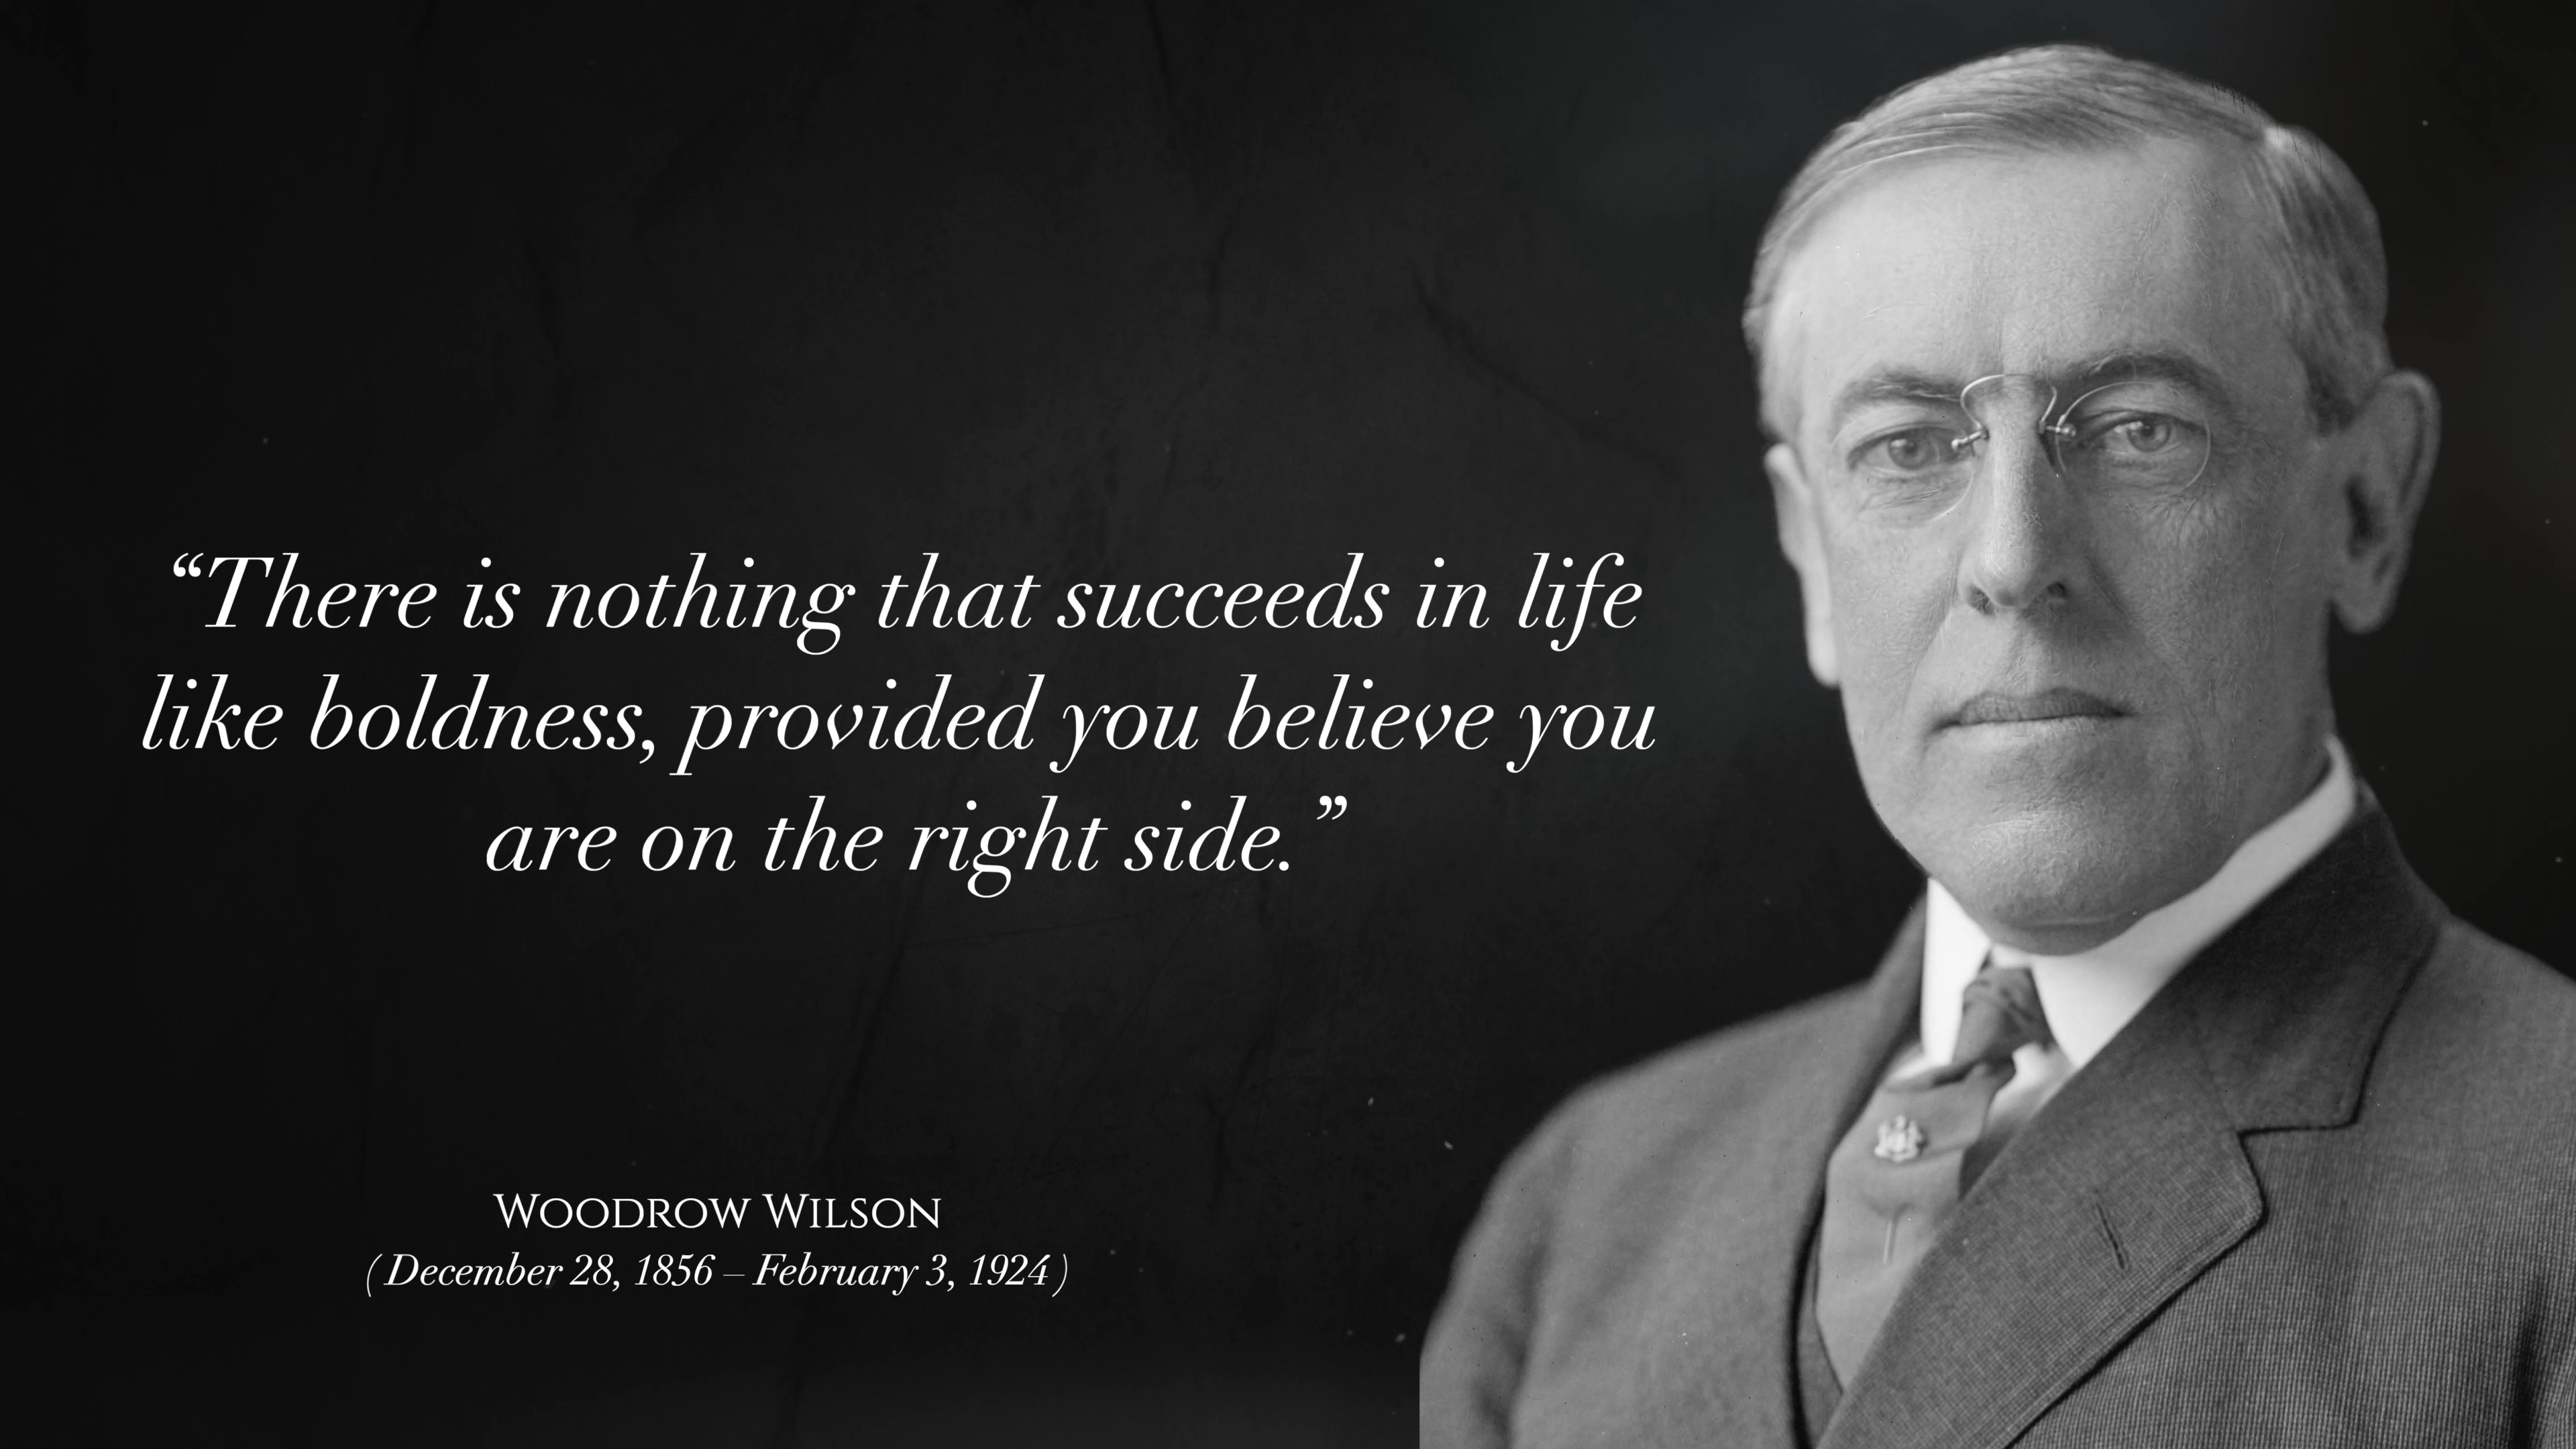 “There is nothing that succeeds in life
like boldness, provided you believe you
are on the right side.”
Woodrow Wilson
(December 28, 1856 – February 3, 1924)